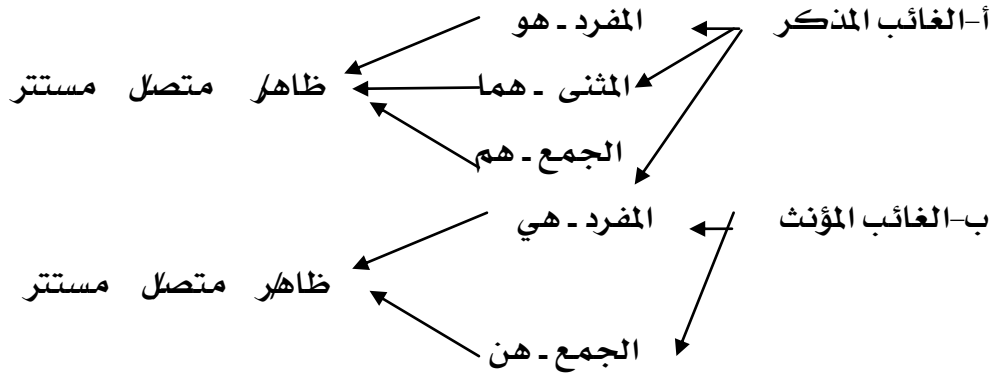 أ–الغائب المذكر المفرد ـ هو
المثنى ـ هما ظاهر/ متصل/ مستتر
الجمع ـ هم
ب–الغائب المؤنث المفرد ـ هي
ظاهر/ متصل/ مستتر
الجمع ـ هن